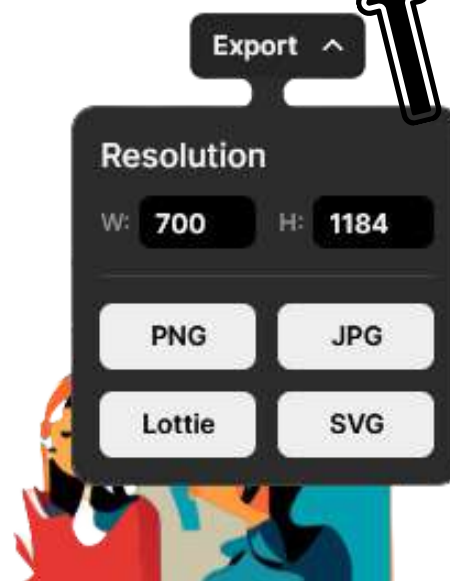 Export
Resolution
W: 700 H: 1184
PNG JPG
Lottie SVG